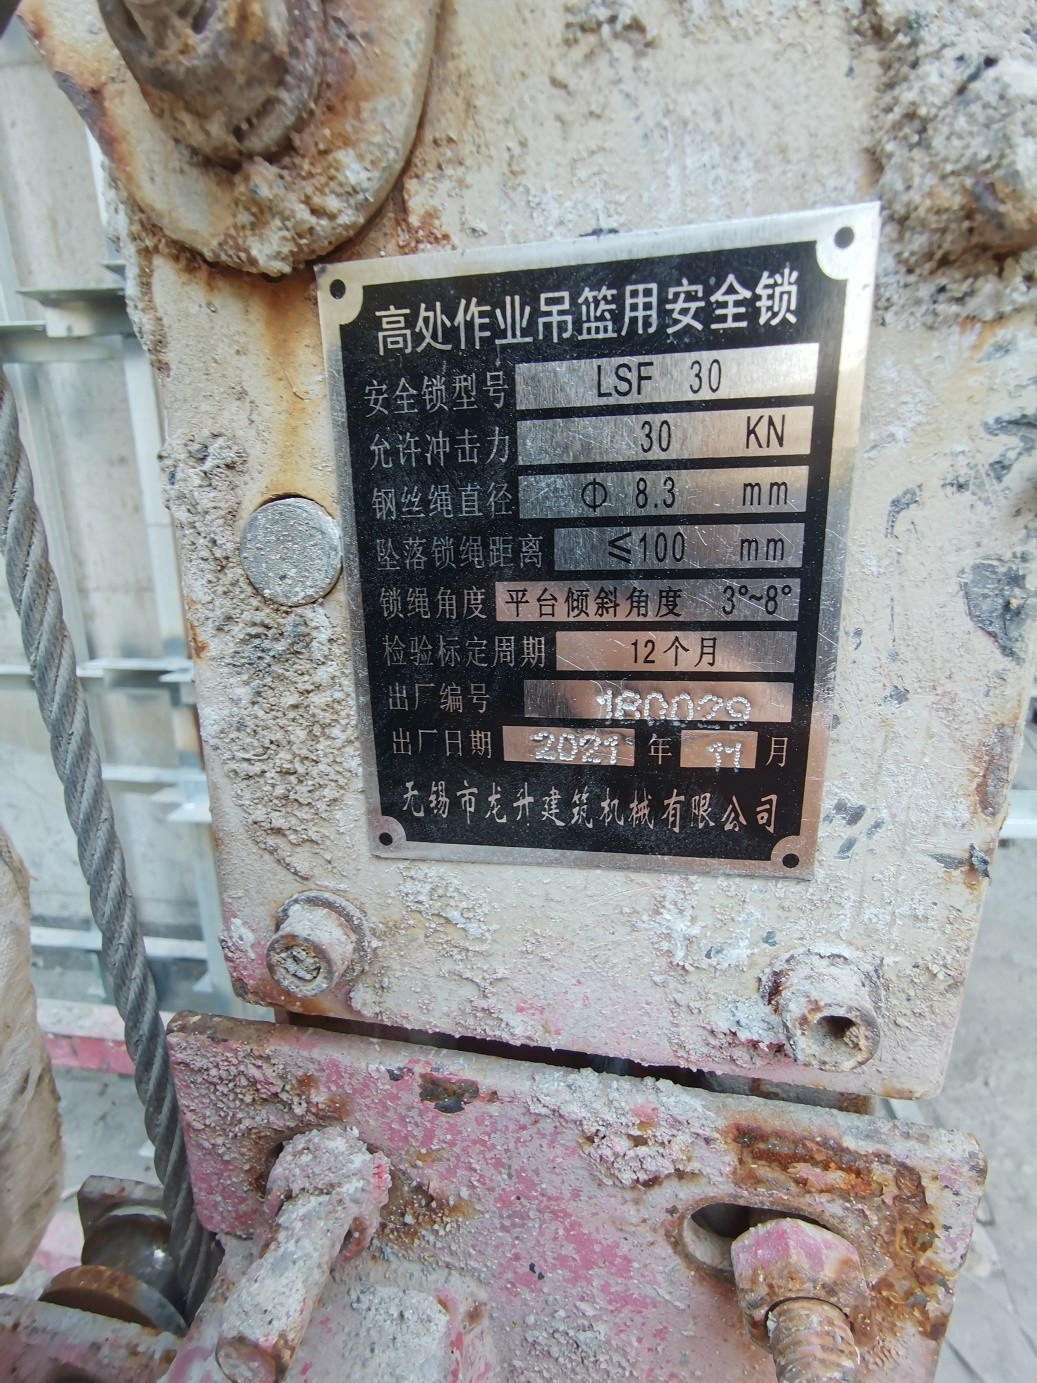 高处作业吊篮用安全锁
安全锁型号 LSF 30
允许冲击力 30 KN
钢丝绳直径 Φ 8.3 mm
坠落锁绳距离 ≤100 mm
锁绳角度 平台倾斜角度 3°~8°
检验标定周期 12个月
出厂编号 180029
出厂日期 2021 年 11 月
无锡市龙升建筑机械有限公司